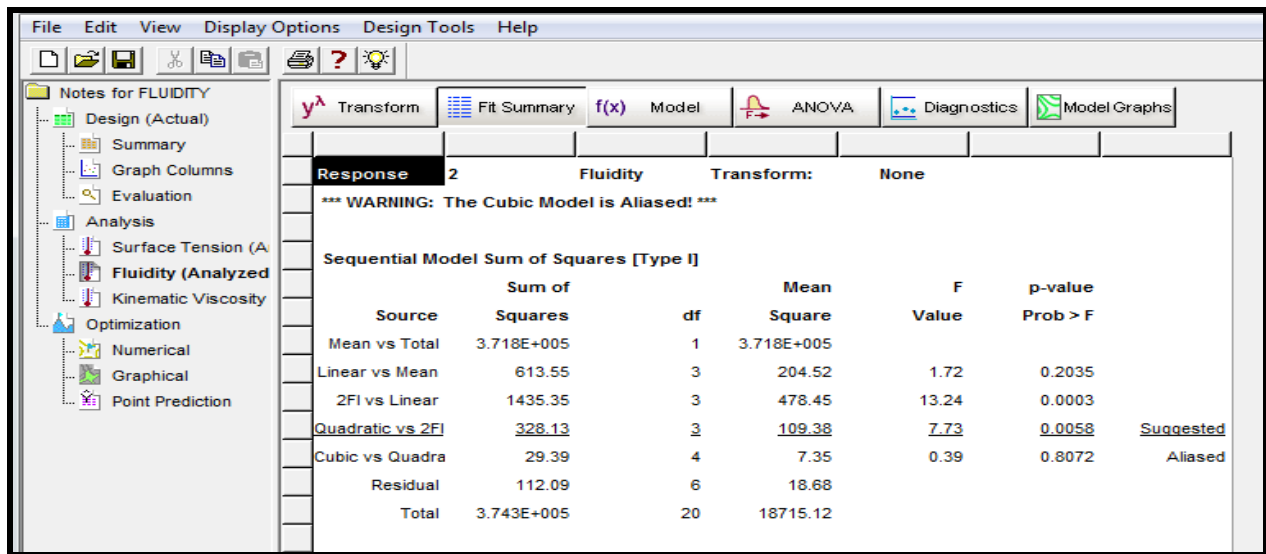 File Edit View Display Options Design Tools Help
Notes for FLUIDITY
Design (Actual)
Summary
Graph Columns
Evaluation
Analysis
Surface Tension (A
Fluidity (Analyzed
Kinematic Viscosity
Optimization
Numerical
Graphical
Point Prediction
yλ Transform Fit Summary f(x) Model ANOVA Diagnostics Model Graphs
Response 2 Fluidity Transform: None
*** WARNING: The Cubic Model is Aliased! ***
Sequential Model Sum of Squares [Type I]
Sum of Mean F p-value
Source Squares df Square Value Prob > F
Mean vs Total 3.718E+005 1 3.718E+005
Linear vs Mean 613.55 3 204.52 1.72 0.2035
2FI vs Linear 1435.35 3 478.45 13.24 0.0003
Quadratic vs 2FI 328.13 3 109.38 7.73 0.0058 Suggested
Cubic vs Quadra 29.39 4 7.35 0.39 0.8072 Aliased
Residual 112.09 6 18.68
Total 3.743E+005 20 18715.12